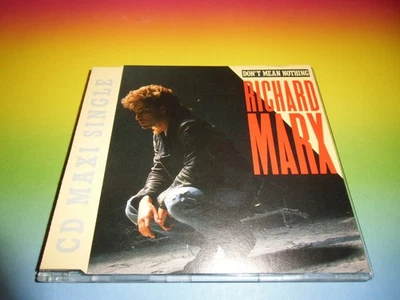 CD MAXI SINGLE
DON'T MEAN NOTHING
RICHARD
MARX